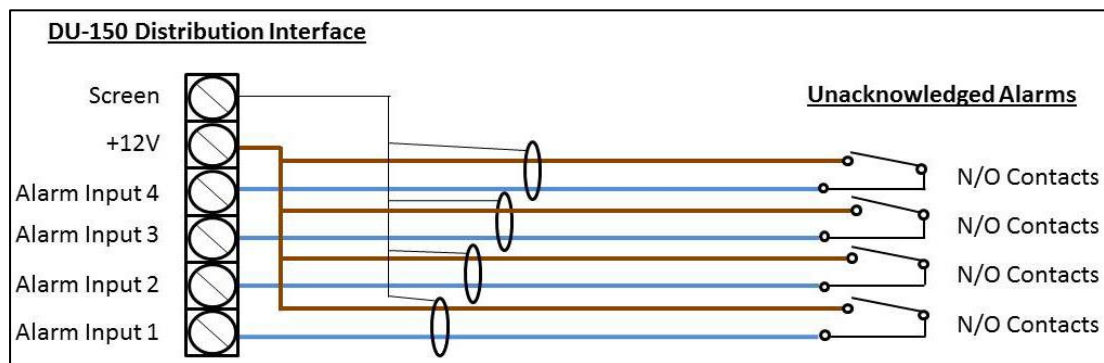 DU-150 Distribution Interface
Screen
Unacknowledged Alarms
+12V
Alarm Input 4
N/O Contacts
Alarm Input 3
N/O Contacts
Alarm Input 2
N/O Contacts
Alarm Input 1
N/O Contacts